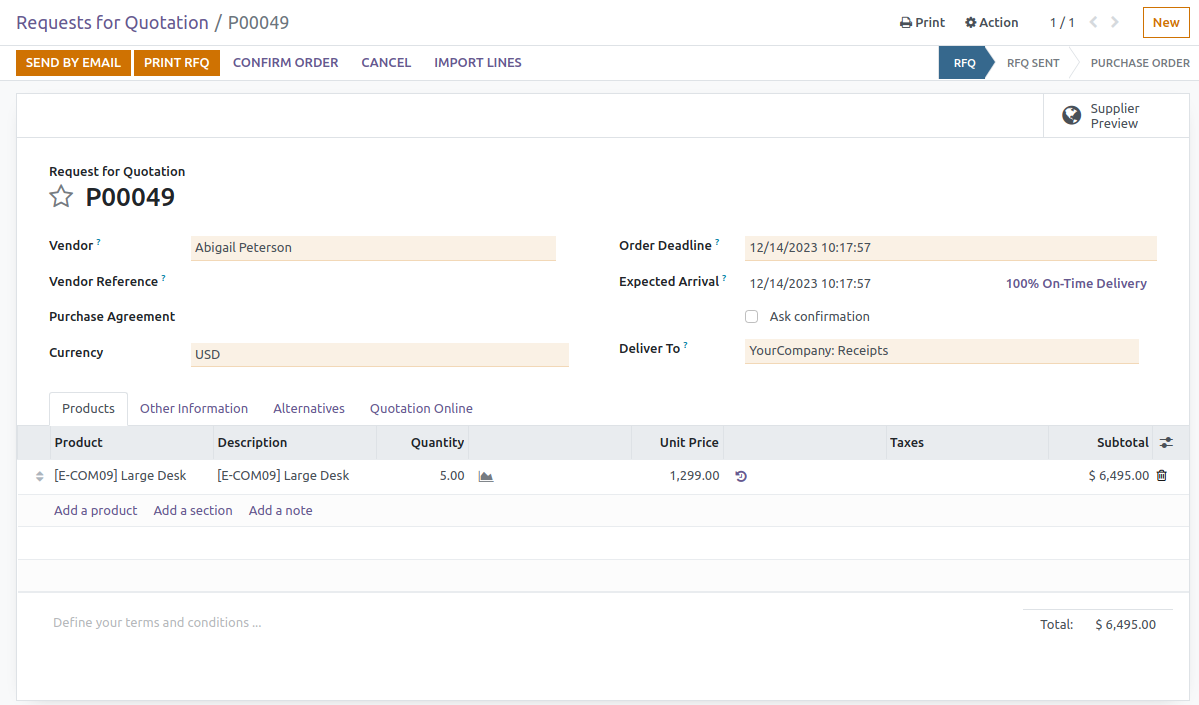 Requests for Quotation / P00049
Print Action 1 / 1 New
SEND BY EMAIL PRINT RFQ CONFIRM ORDER CANCEL IMPORT LINES RFQ RFQ SENT PURCHASE ORDER
Supplier
Preview
Request for Quotation
P00049
Vendor ? Abigail Peterson
Order Deadline ? 12/14/2023 10:17:57
Vendor Reference ?
Expected Arrival ? 12/14/2023 10:17:57 100% On-Time Delivery
Purchase Agreement
Ask confirmation
Currency USD
Deliver To ? YourCompany: Receipts
Products Other Information Alternatives Quotation Online
Product Description Quantity Unit Price Taxes Subtotal
[E-COM09] Large Desk [E-COM09] Large Desk 5.00 1,299.00 $ 6,495.00
Add a product Add a section Add a note
Define your terms and conditions ...
Total: $ 6,495.00